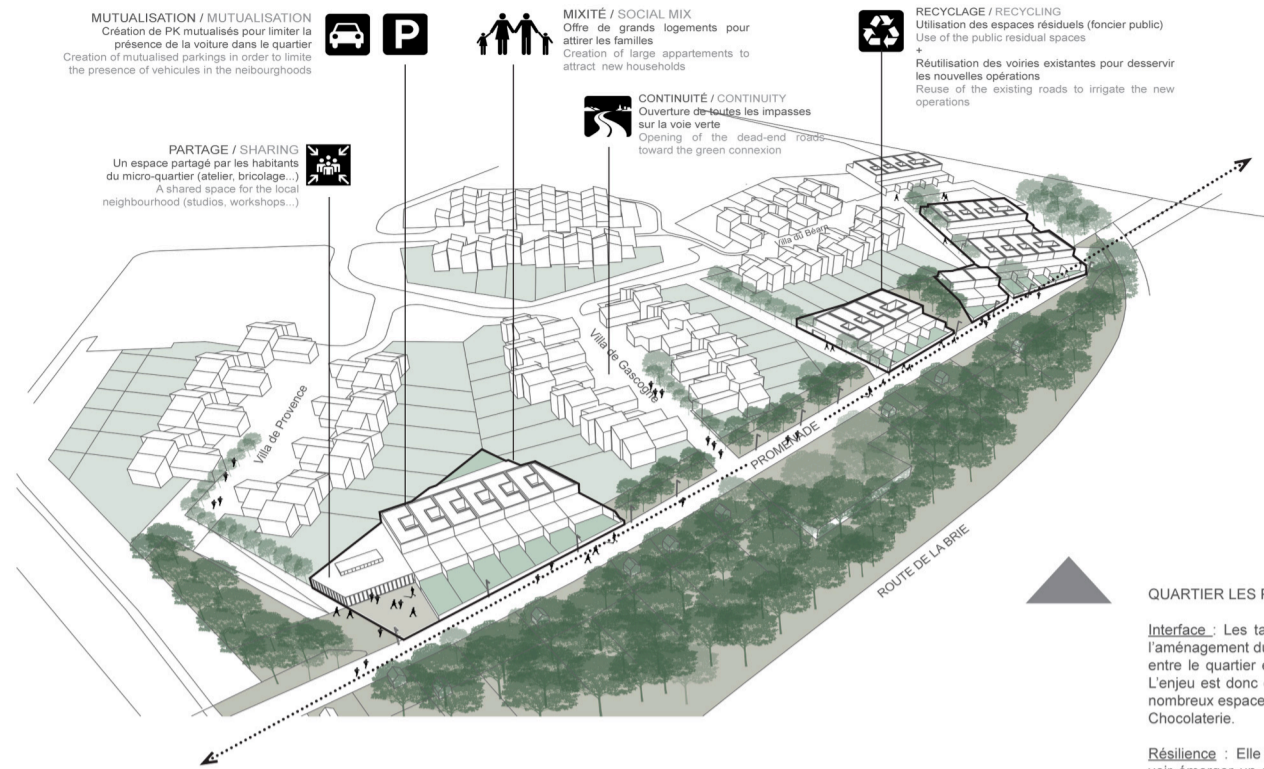 MUTUALISATION / MUTUALISATION
Création de PK mutualisés pour limiter la
présence de la voiture dans le quartier
Creation of mutualised parkings in order to limite
the presence of vehicules in the neibourghoods
P
MIXITÉ / SOCIAL MIX
Offre de grands logements pour
attirer les familles
Creation of large appartements to
attract new households
RECYCLAGE / RECYCLING
Utilisation des espaces résiduels (foncier public)
Use of the public residual spaces
+
Réutilisation des voiries existantes pour desservir
les nouvelles opérations
Reuse of the existing roads to irrigate the new
operations
CONTINUITÉ / CONTINUITY
Ouverture de toutes les impasses
sur la voie verte
Opening of the dead-end roads
toward the green connexion
PARTAGE / SHARING
Un espace partagé par les habitants
du micro-quartier (atelier, bricolage...)
A shared space for the local
neighbourhood (studios, workshops...)
Villa du Béarn
Villa de Gascogne
Villa de Provence
PROMENADE
ROUTE DE LA BRIE
QUARTIER LES
Interface : Les
l'aménagement
entre le quartier
L'enjeu est donc
nombreux
Chocolaterie.
Résilience : Elle